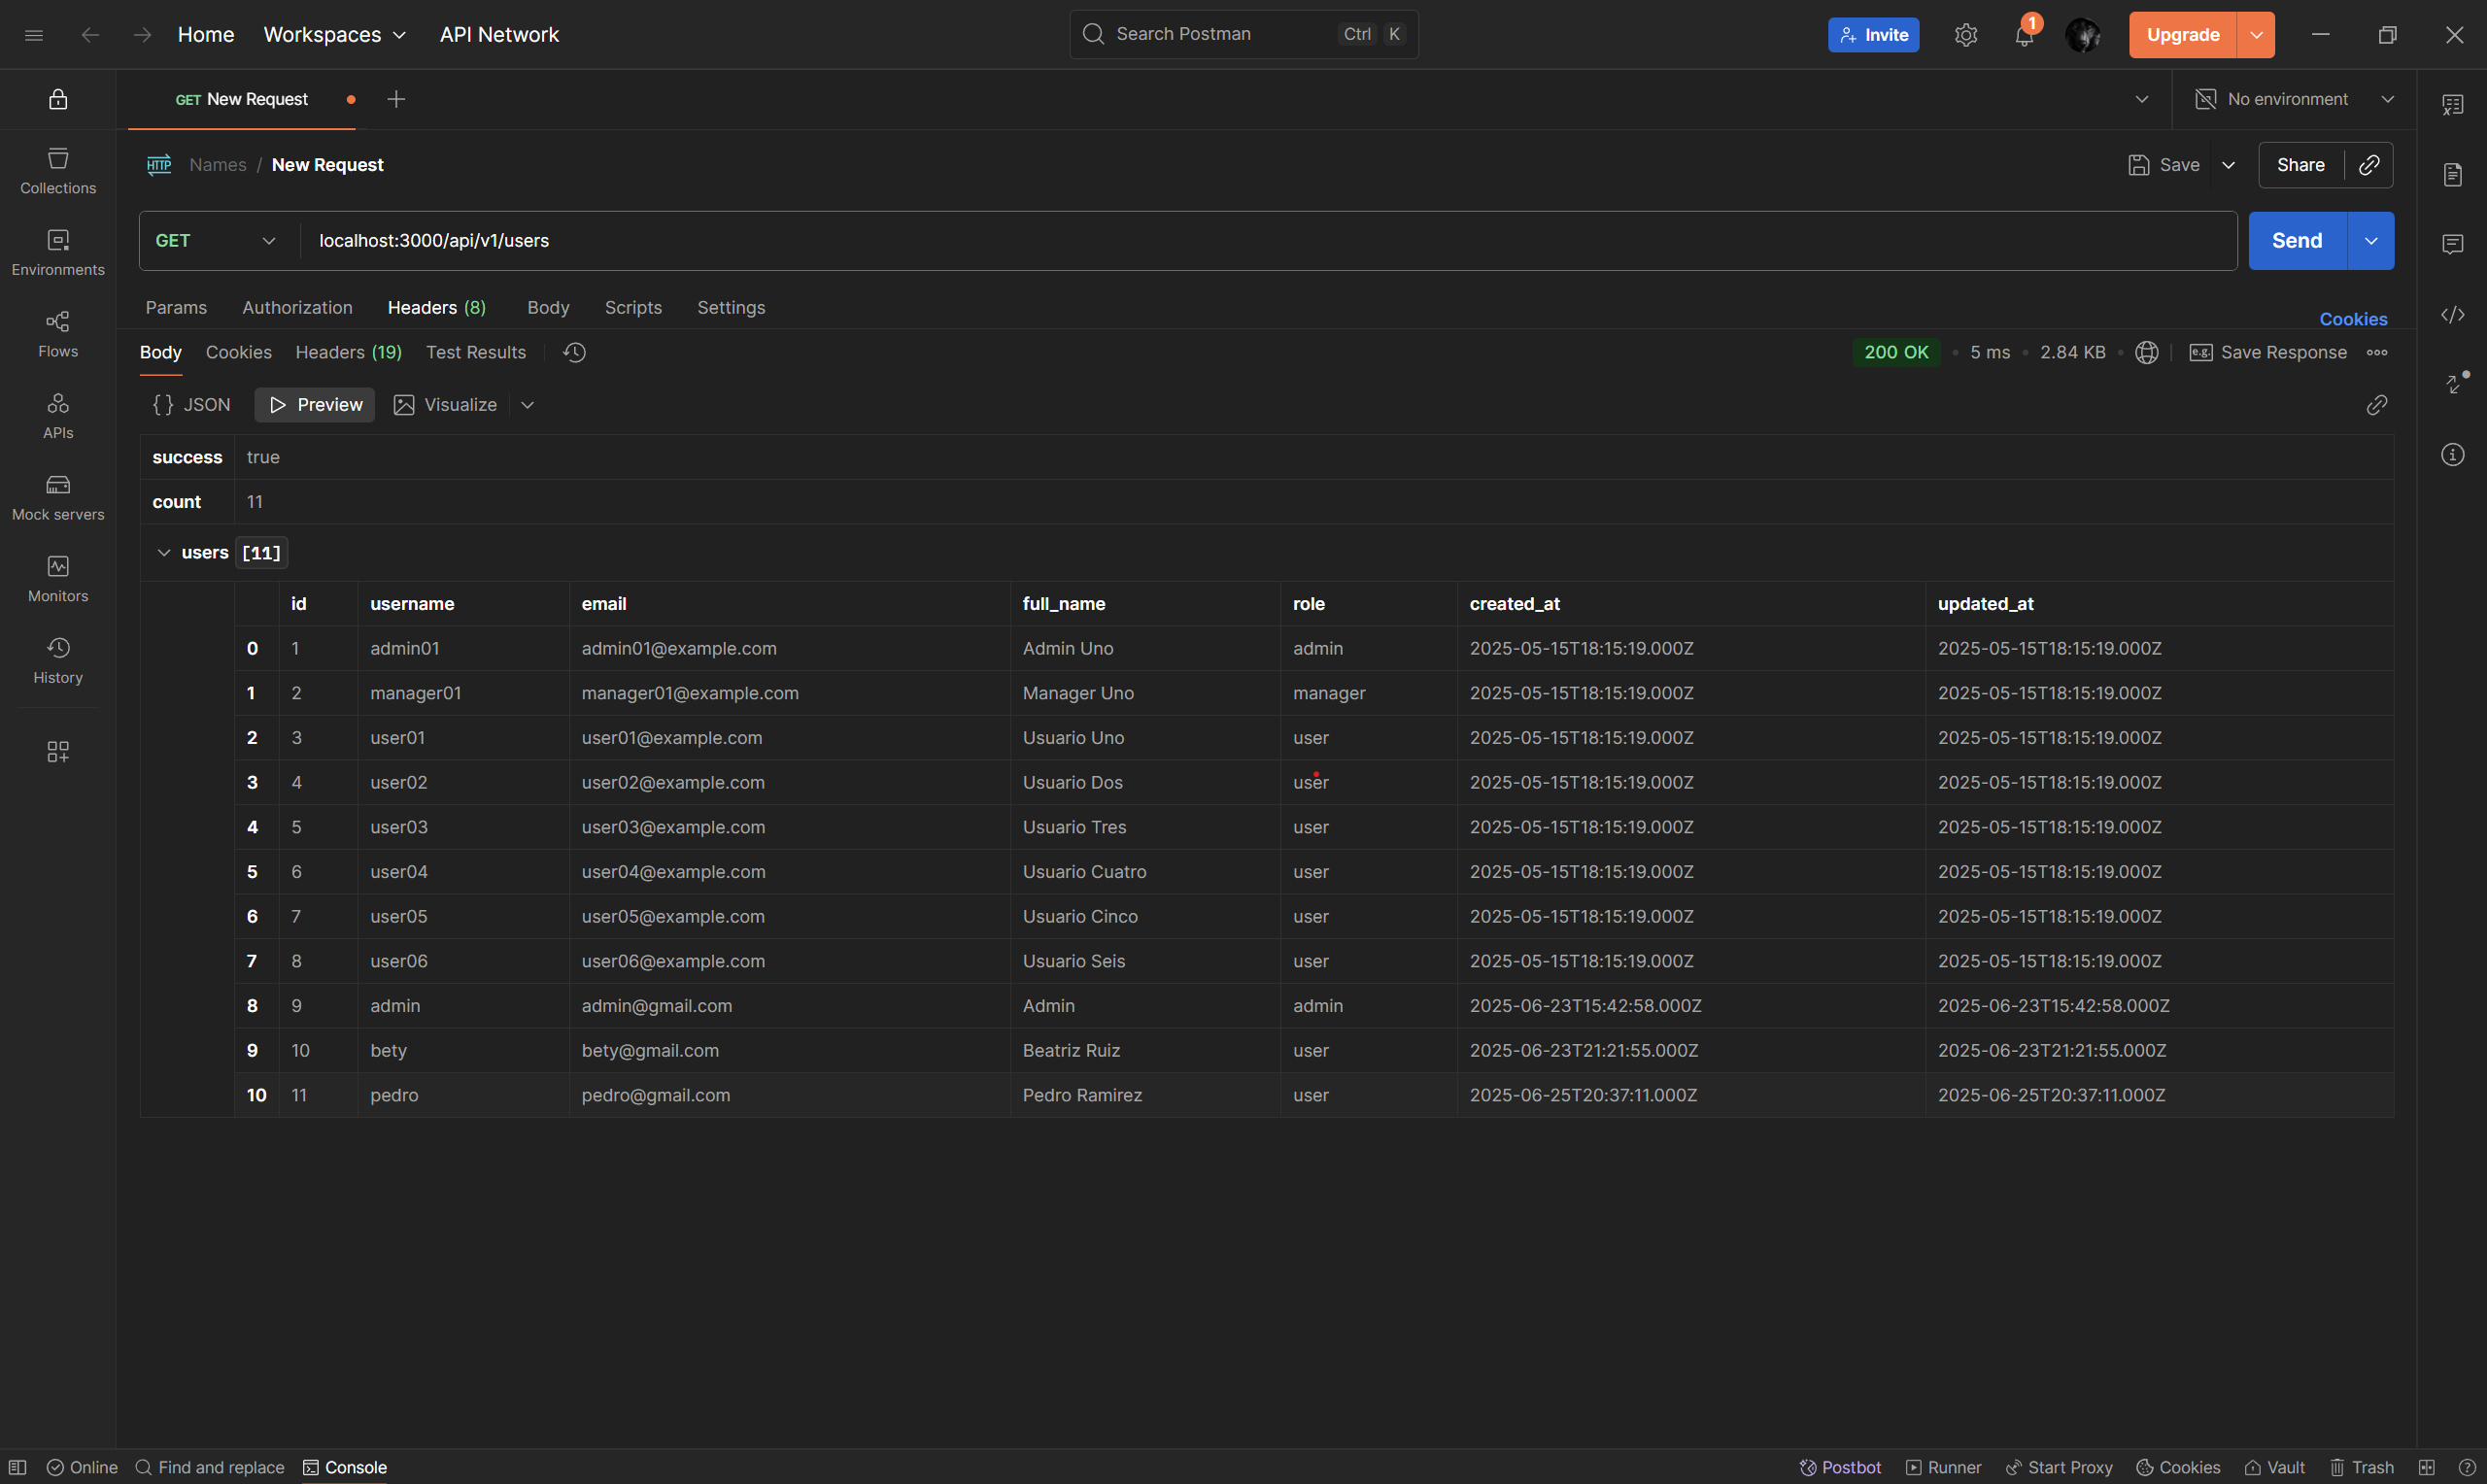 Home Workspaces API Network Search Postman Ctrl K Invite 1 Upgrade
GET New Request No environment
HTTP Names / New Request Save Share
GET localhost:3000/api/v1/users Send
Params Authorization Headers (8) Body Scripts Settings Cookies
Body Cookies Headers (19) Test Results 200 OK • 5 ms • 2.84 KB • e.g. Save Response
{} JSON Preview Visualize
Collections
Environments
Flows
APIs
Mock servers
Monitors
History
success true
count 11
users [11]
id username email full_name role created_at updated_at
0 1 admin01 admin01@example.com Admin Uno admin 2025-05-15T18:15:19.000Z 2025-05-15T18:15:19.000Z
1 2 manager01 manager01@example.com Manager Uno manager 2025-05-15T18:15:19.000Z 2025-05-15T18:15:19.000Z
2 3 user01 user01@example.com Usuario Uno user 2025-05-15T18:15:19.000Z 2025-05-15T18:15:19.000Z
3 4 user02 user02@example.com Usuario Dos user 2025-05-15T18:15:19.000Z 2025-05-15T18:15:19.000Z
4 5 user03 user03@example.com Usuario Tres user 2025-05-15T18:15:19.000Z 2025-05-15T18:15:19.000Z
5 6 user04 user04@example.com Usuario Cuatro user 2025-05-15T18:15:19.000Z 2025-05-15T18:15:19.000Z
6 7 user05 user05@example.com Usuario Cinco user 2025-05-15T18:15:19.000Z 2025-05-15T18:15:19.000Z
7 8 user06 user06@example.com Usuario Seis user 2025-05-15T18:15:19.000Z 2025-05-15T18:15:19.000Z
8 9 admin admin@gmail.com Admin admin 2025-06-23T15:42:58.000Z 2025-06-23T15:42:58.000Z
9 10 bety bety@gmail.com Beatriz Ruiz user 2025-06-23T21:21:55.000Z 2025-06-23T21:21:55.000Z
10 11 pedro pedro@gmail.com Pedro Ramirez user 2025-06-25T20:37:11.000Z 2025-06-25T20:37:11.000Z
Online Find and replace Console Postbot Runner Start Proxy Cookies Vault Trash